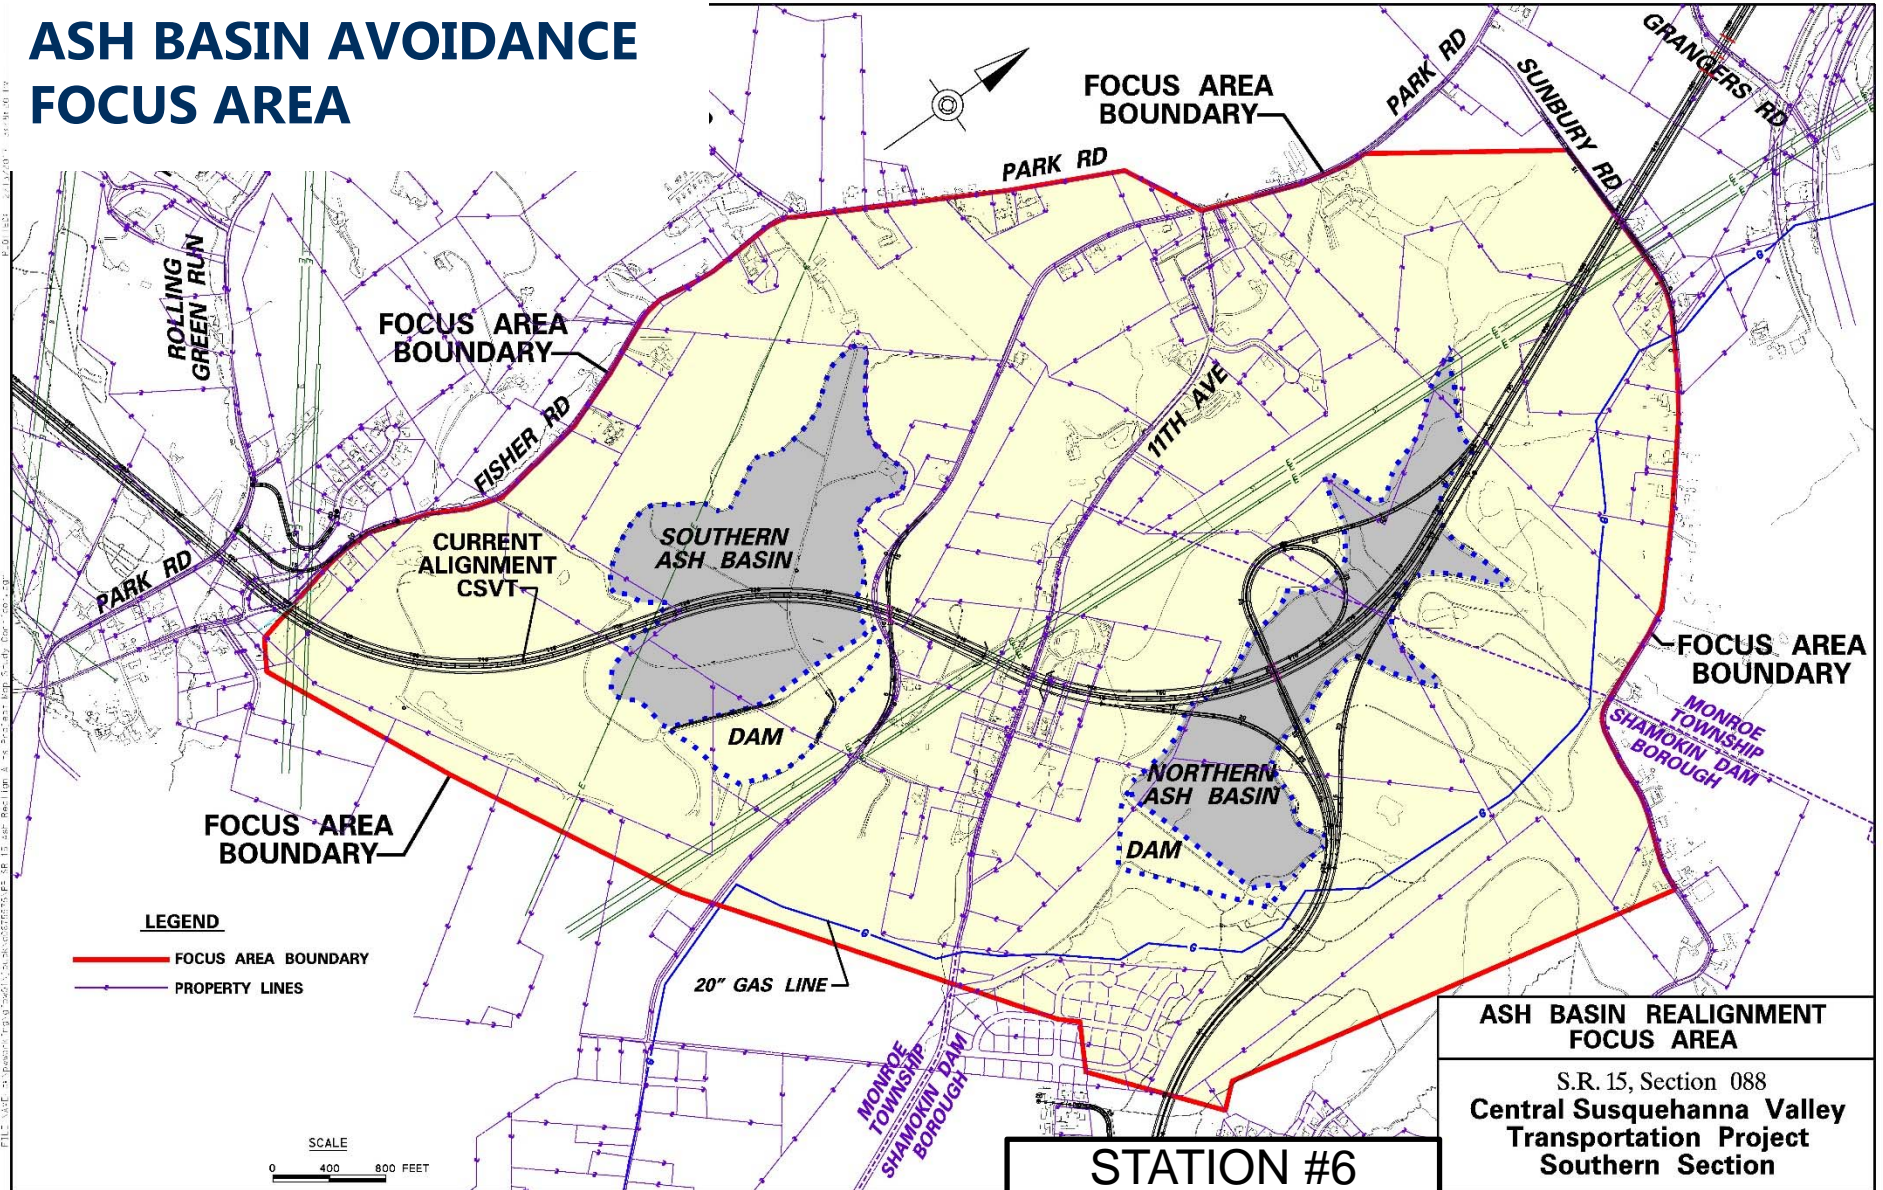 ASH BASIN AVOIDANCE
FOCUS AREA
FOCUS AREA
BOUNDARY
PARK RD
GRANGERS RD
SUNBURY RD
PARK RD
ROLLING
GREEN RUN
FOCUS AREA
BOUNDARY
FISHER RD
11TH AVE
SOUTHERN
ASH BASIN
CURRENT
ALIGNMENT
CSVT
PARK RD
FOCUS AREA
BOUNDARY
MONROE
TOWNSHIP
SHAMOKIN DAM
BOROUGH
DAM
NORTHERN
ASH BASIN
DAM
FOCUS AREA
BOUNDARY
LEGEND
FOCUS AREA BOUNDARY
PROPERTY LINES
20" GAS LINE
MONROE
TOWNSHIP
SHAMOKIN DAM
BOROUGH
SCALE
0 400 800 FEET
ASH BASIN REALIGNMENT
FOCUS AREA
S.R. 15, Section 088
Central Susquehanna Valley
Transportation Project
Southern Section
STATION #6